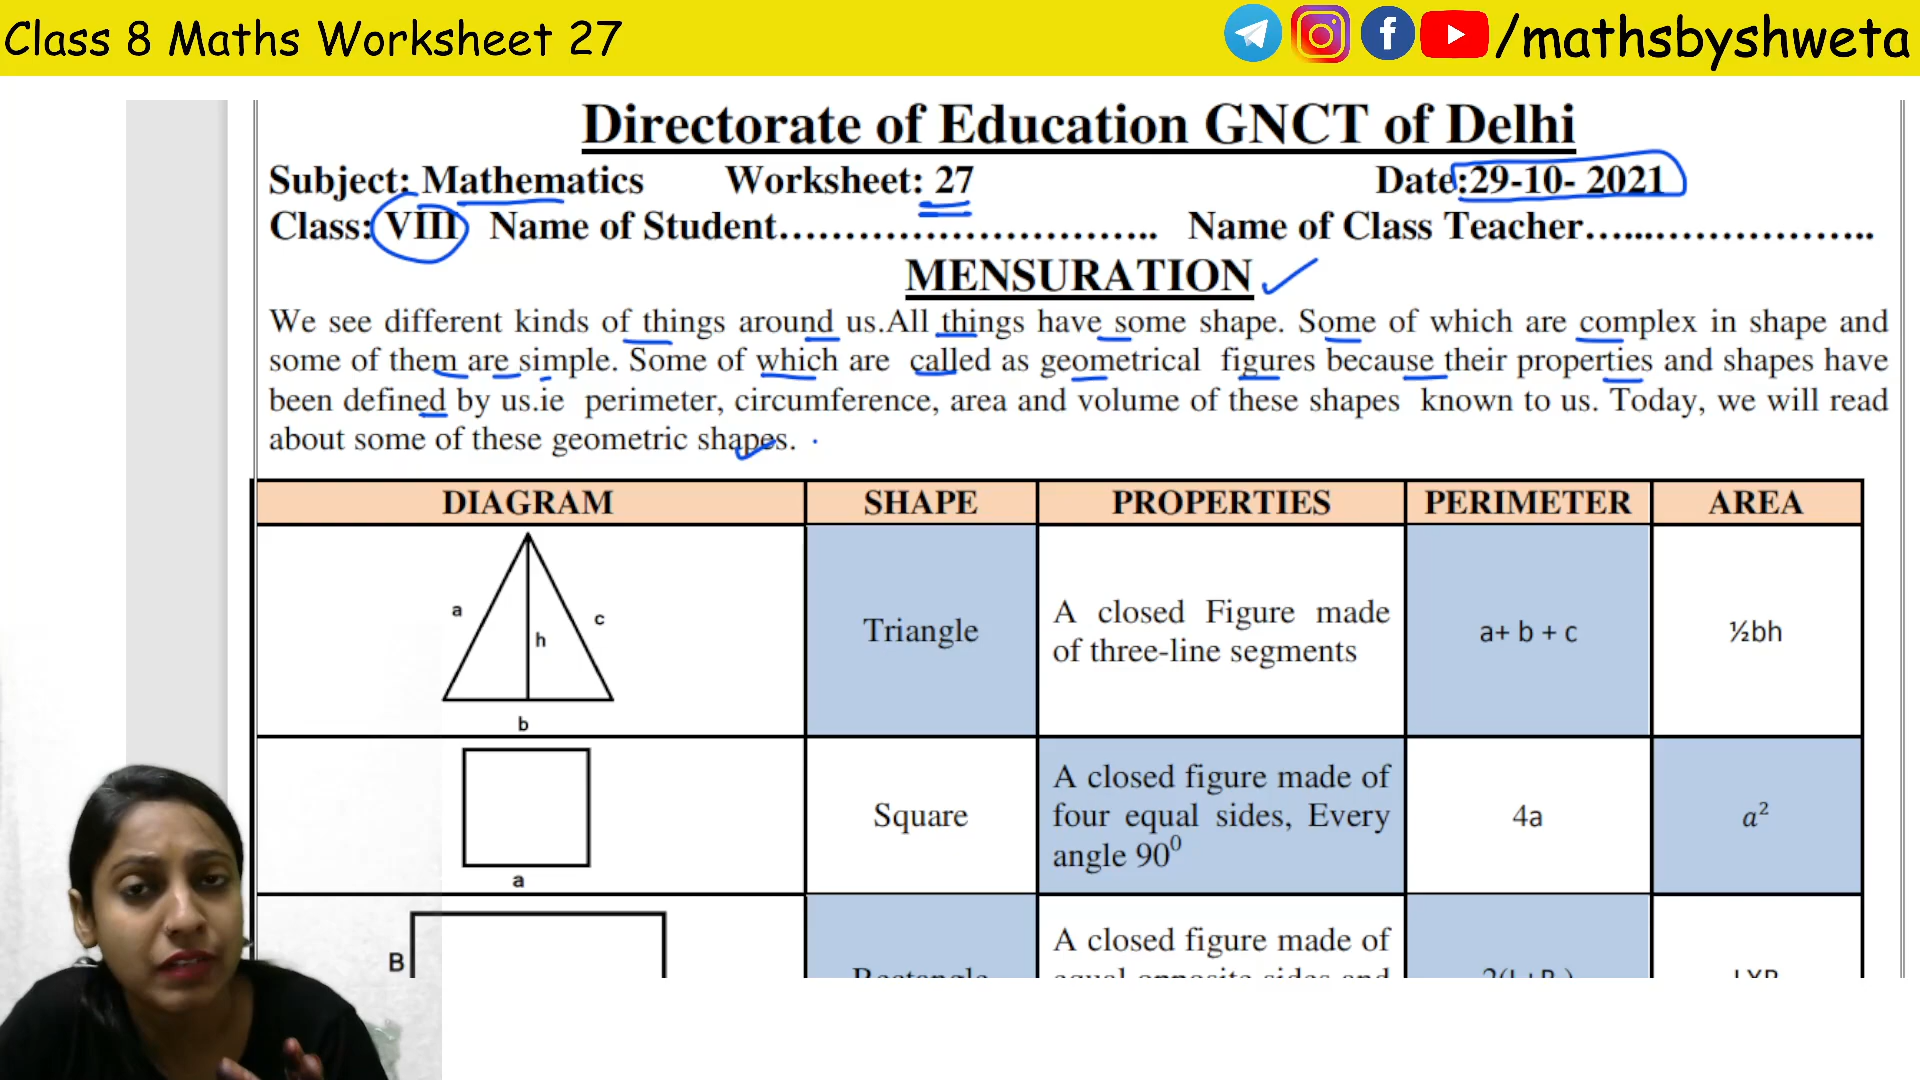 Class 8 Maths Worksheet 27
/mathsbyshweta
Directorate of Education GNCT of Delhi
Subject: Mathematics Worksheet: 27 Date:29-10- 2021
Class: VIII Name of Student............................... Name of Class Teacher.......................
MENSURATION
We see different kinds of things around us.All things have some shape. Some of which are complex in shape and
some of them are simple. Some of which are called as geometrical figures because their properties and shapes have
been defined by us.ie perimeter, circumference, area and volume of these shapes known to us. Today, we will read
about some of these geometric shapes.
DIAGRAM SHAPE PROPERTIES PERIMETER AREA
a
c
h
b
Triangle
A closed Figure made
of three-line segments
a+ b + c
½bh
a
Square
A closed figure made of
four equal sides, Every
angle 90⁰
4a
a²
B
A closed figure made of